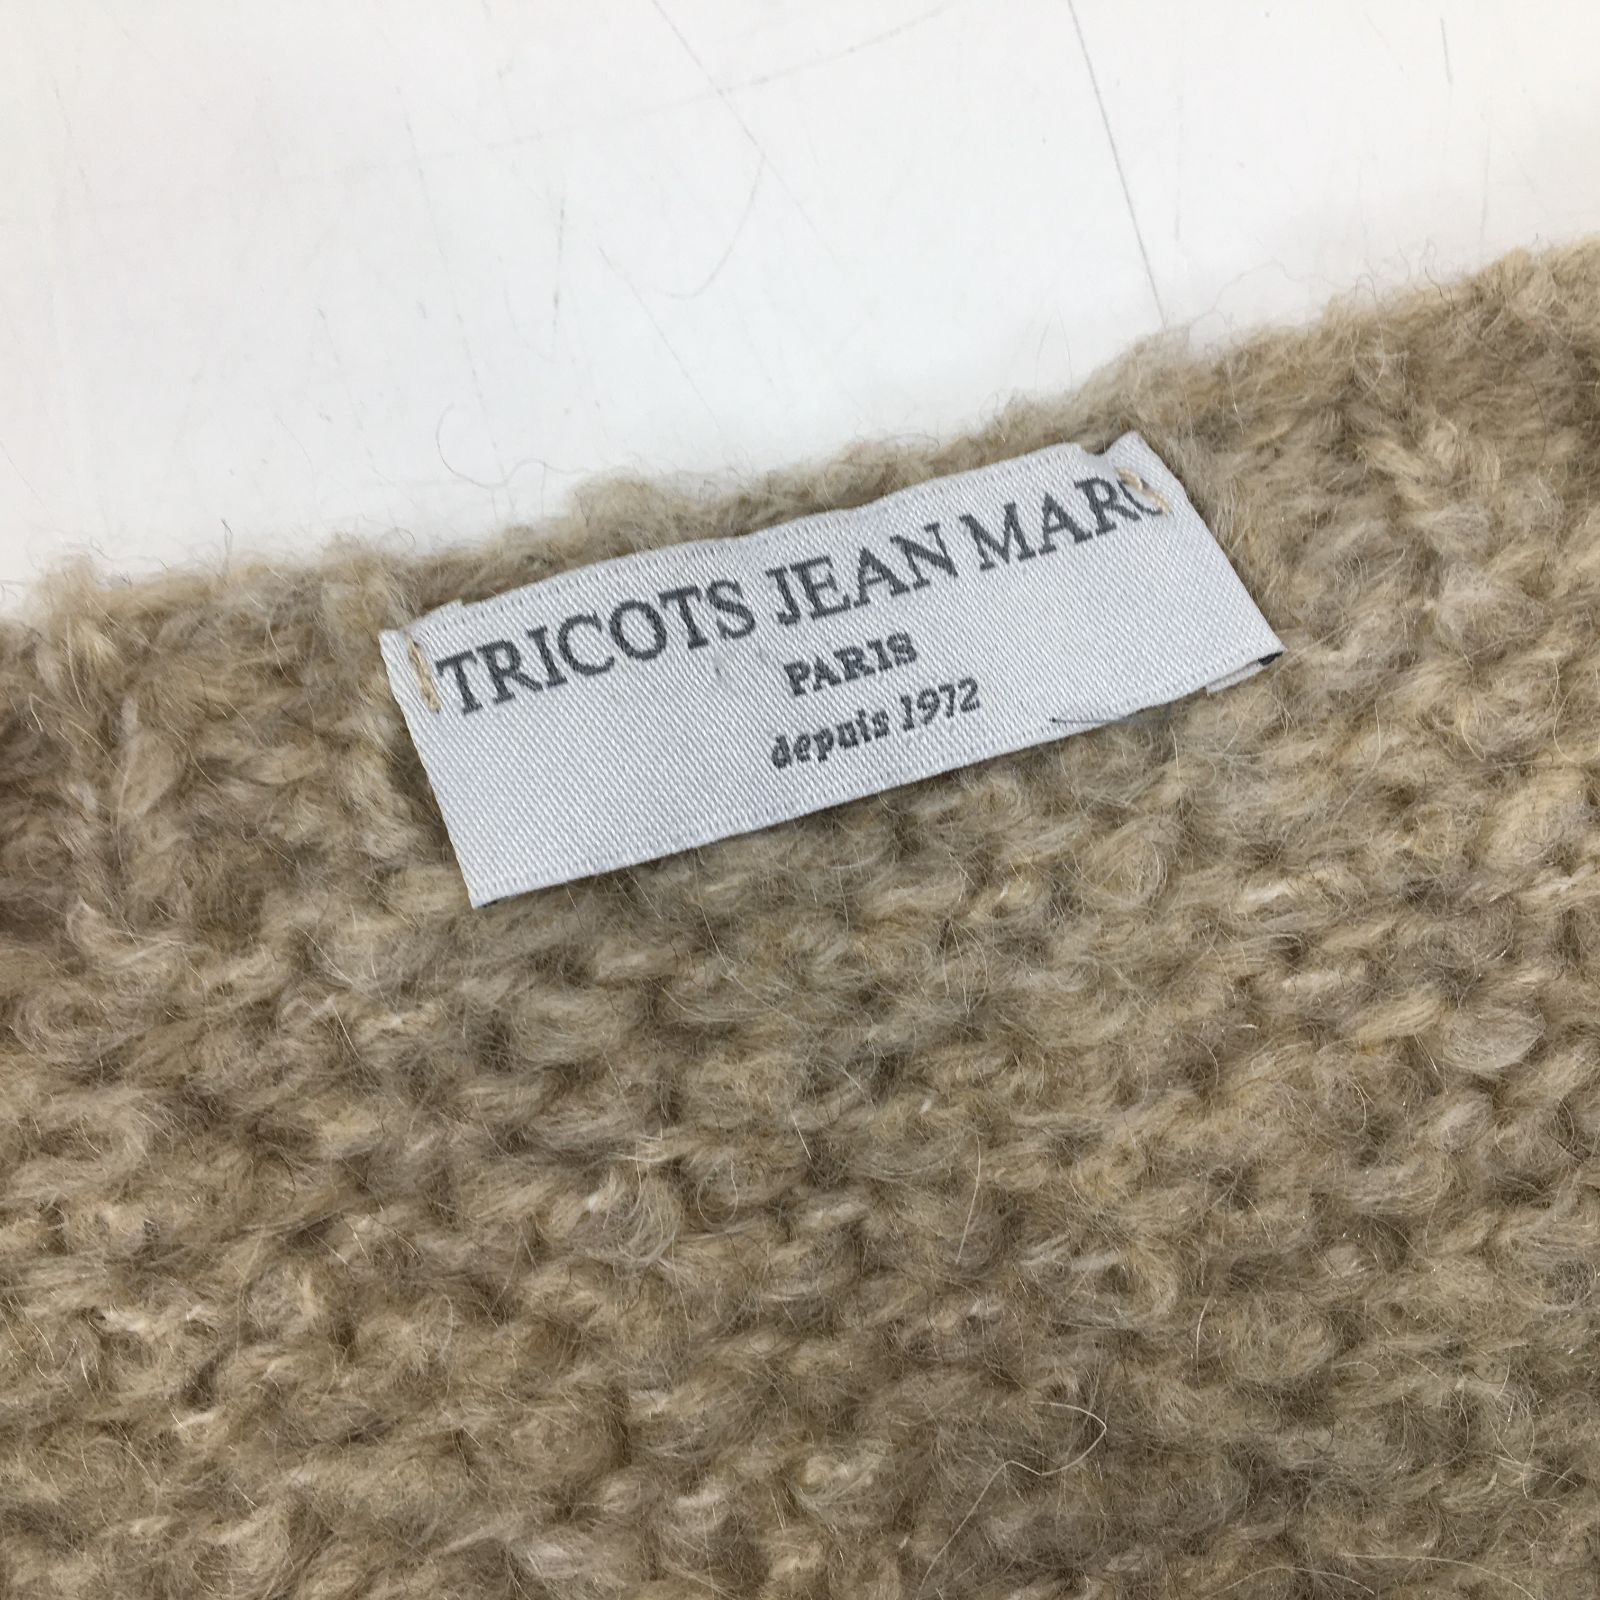 TRICOTS JEAN MARC
PARIS
depuis 1972